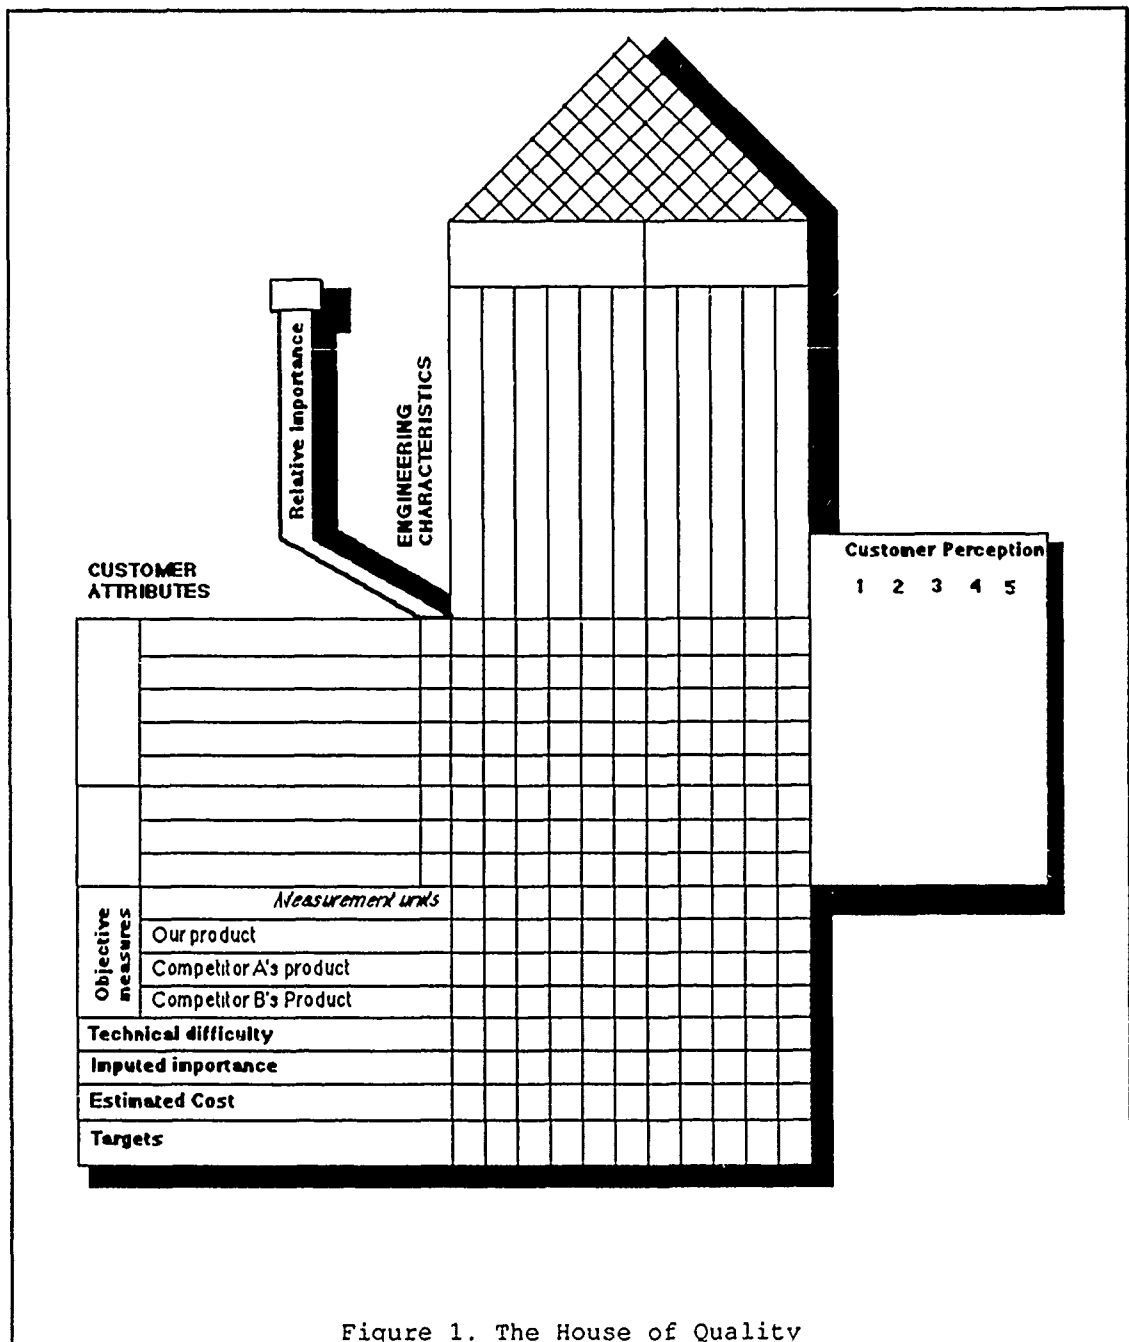 Relative Importance
ENGINEERING
CHARACTERISTICS
CUSTOMER
ATTRIBUTES
Customer Perception
1 2 3 4 5
Objective
measures
Measurement units
Our product
Competitor A's product
Competitor B's Product
Technical difficulty
Imputed importance
Estimated Cost
Targets
Figure 1. The House of Quality